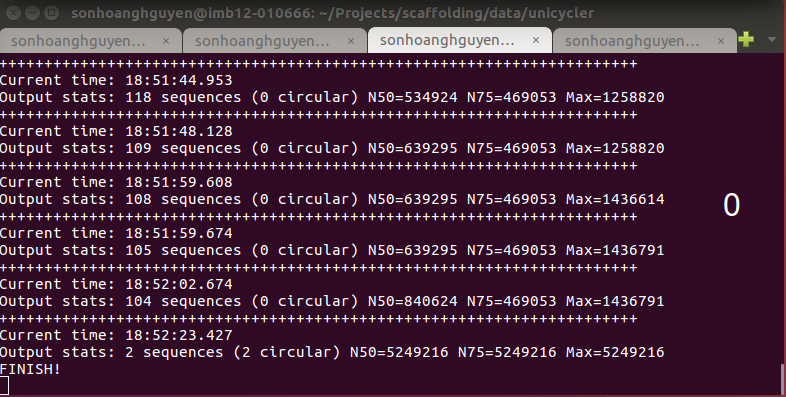 sonhoanghguyen@imb12-010666: ~/Projects/scaffolding/data/unicycler
sonhoanghguyen... × sonhoanghguyen... × sonhoanghguyen... × sonhoanghguyen... ×
+++++++++++++++++++++++++++++++++++++++++++++++++++++++++++++++++++++++
Current time: 18:51:44.953
Output stats: 118 sequences (0 circular) N50=534924 N75=469053 Max=1258820
+++++++++++++++++++++++++++++++++++++++++++++++++++++++++++++++++++++++
Current time: 18:51:48.128
Output stats: 109 sequences (0 circular) N50=639295 N75=469053 Max=1258820
+++++++++++++++++++++++++++++++++++++++++++++++++++++++++++++++++++++++
Current time: 18:51:59.608
Output stats: 108 sequences (0 circular) N50=639295 N75=469053 Max=1436614
0
+++++++++++++++++++++++++++++++++++++++++++++++++++++++++++++++++++++++
Current time: 18:51:59.674
Output stats: 105 sequences (0 circular) N50=639295 N75=469053 Max=1436791
+++++++++++++++++++++++++++++++++++++++++++++++++++++++++++++++++++++++
Current time: 18:52:02.674
Output stats: 104 sequences (0 circular) N50=840624 N75=469053 Max=1436791
+++++++++++++++++++++++++++++++++++++++++++++++++++++++++++++++++++++++
Current time: 18:52:23.427
Output stats: 2 sequences (2 circular) N50=5249216 N75=5249216 Max=5249216
FINISH!